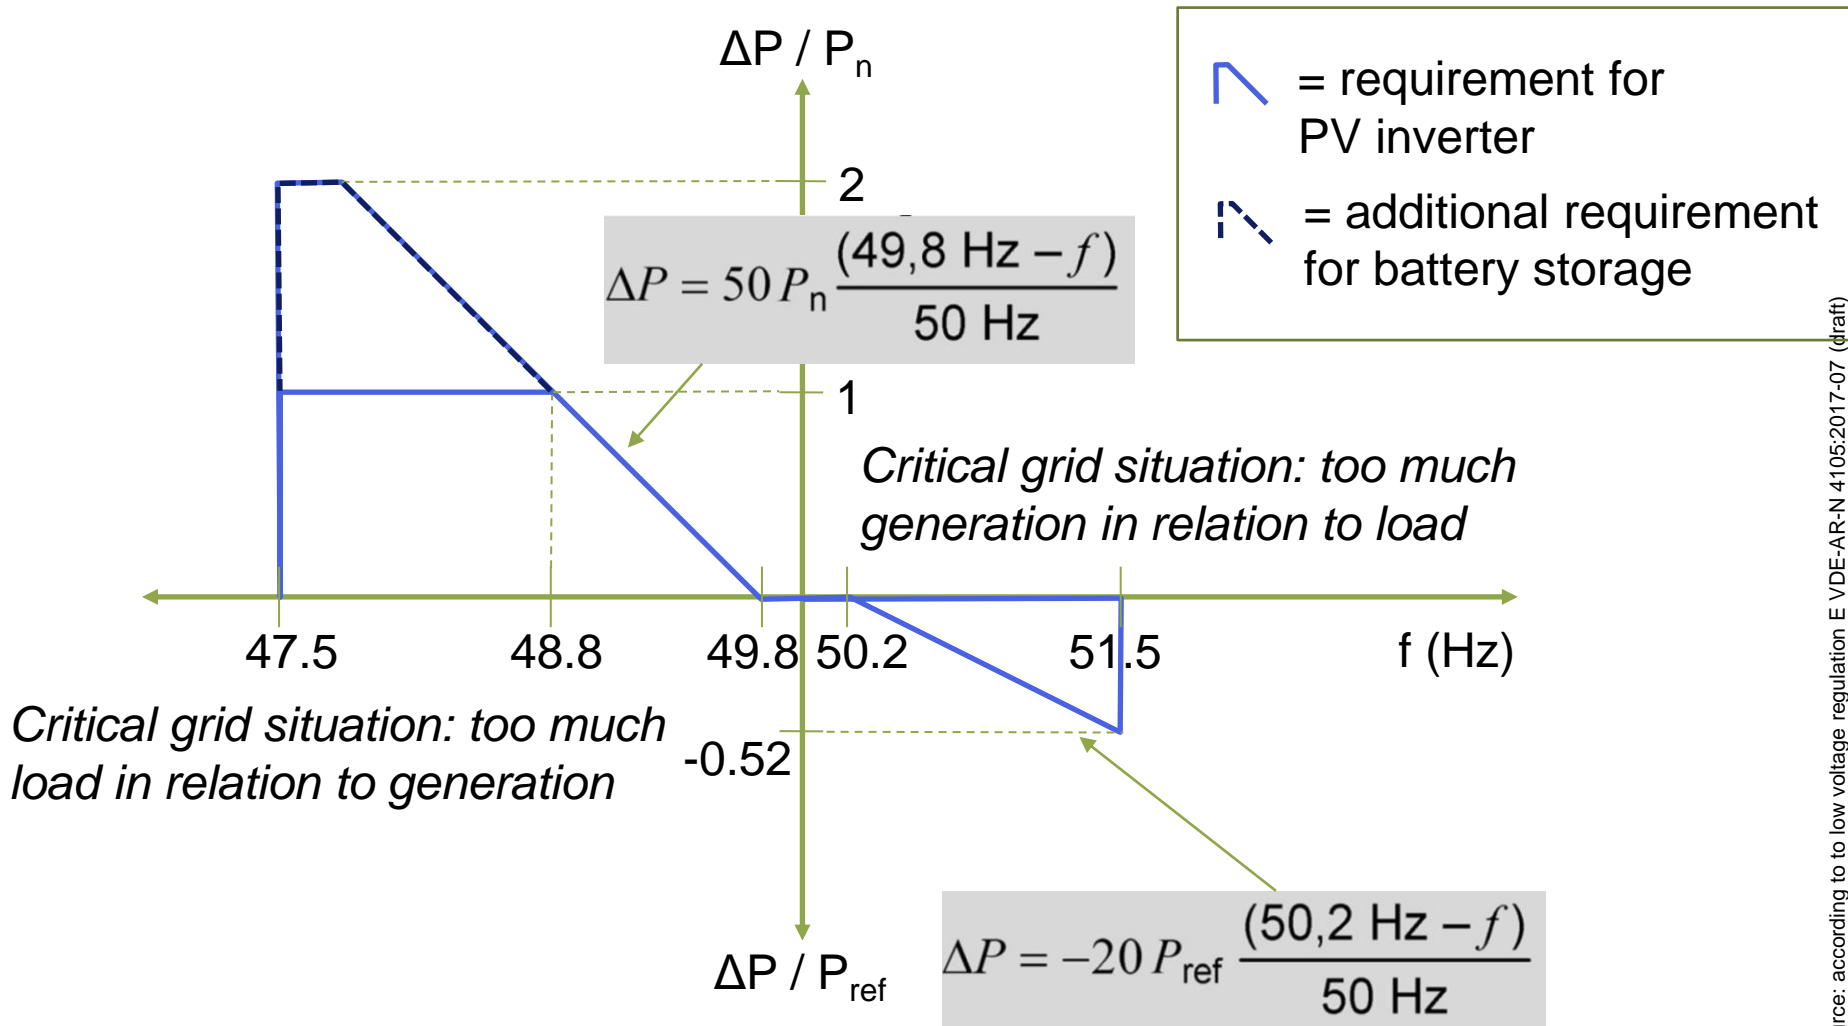 ΔP / Pn
= requirement for
PV inverter
= additional requirement
for battery storage
2
ΔP = 50 Pn (49,8 Hz – f) / 50 Hz
1
Critical grid situation: too much
generation in relation to load
47.5
48.8
49.8
50.2
51.5
f (Hz)
Critical grid situation: too much
load in relation to generation
-0.52
ΔP / Pref
ΔP = –20 Pref (50,2 Hz – f) / 50 Hz
according to to low voltage regulation E VDE-AR-N 4105:2017-07 (draft)